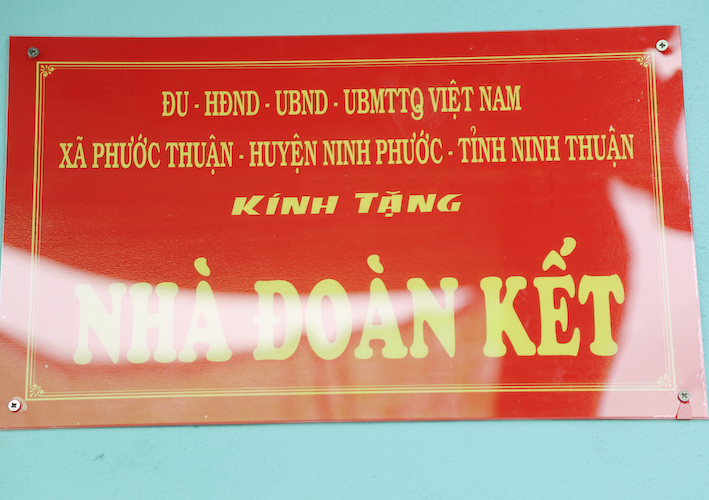 ĐU - HĐND - UBND - UBMTTQ VIỆT NAM
XÃ PHƯỚC THUẬN - HUYỆN NINH PHƯỚC - TỈNH NINH THUẬN
KÍNH TẶNG
NHÀ ĐOÀN KẾT